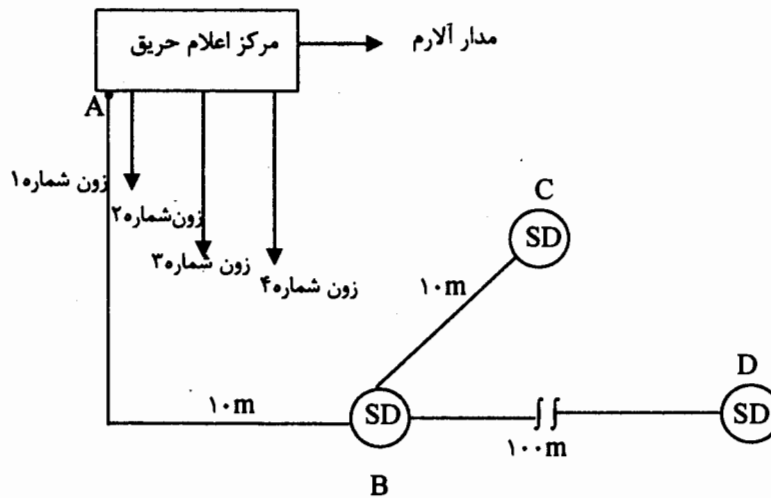 مرکز اعلام حریق
مدار آلارم
A
زون شماره۱
زون‌شماره۲
زون شماره۳
زون شماره۴
C
SD
۱۰m
D
۱۰m
SD
SD
۱۰۰m
B